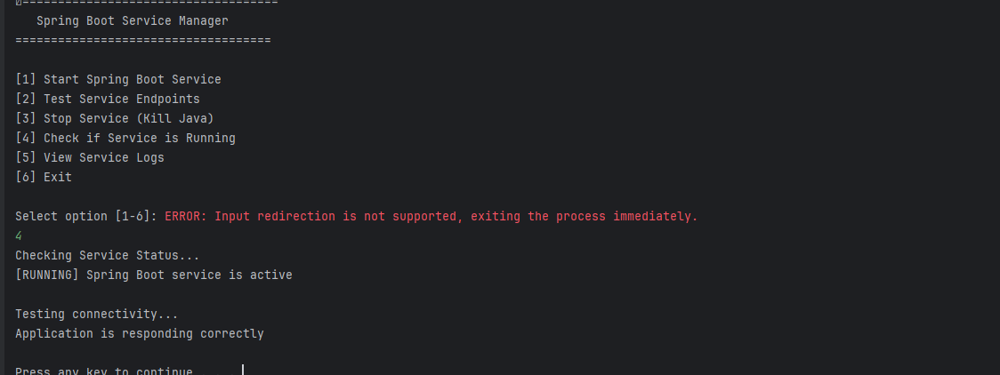 =====================================
Spring Boot Service Manager
====================================
[1] Start Spring Boot Service
[2] Test Service Endpoints
[3] Stop Service (Kill Java)
[4] Check if Service is Running
[5] View Service Logs
[6] Exit
Select option [1-6]: ERROR: Input redirection is not supported, exiting the process immediately.
4
Checking Service Status...
[RUNNING] Spring Boot service is active
Testing connectivity...
Application is responding correctly
Press any key to continue